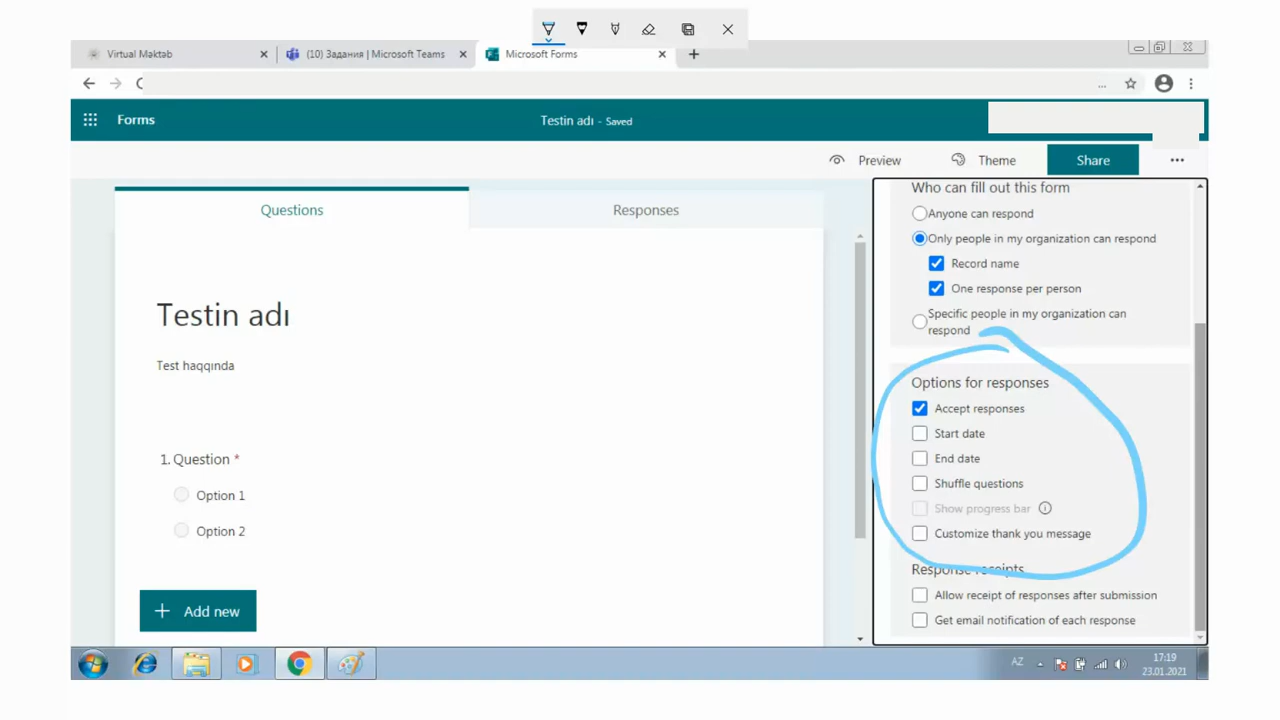 Virtual Məktəb
(10) Задания | Microsoft Teams
Microsoft Forms
Forms
Testin adı - Saved
Preview
Theme
Share
Questions
Responses
Testin adı
Test haqqında
1. Question *
Option 1
Option 2
Add new
Who can fill out this form
Anyone can respond
Only people in my organization can respond
Record name
One response per person
Specific people in my organization can
respond
Options for responses
Accept responses
Start date
End date
Shuffle questions
Show progress bar
Customize thank you message
Response receipts
Allow receipt of responses after submission
Get email notification of each response
AZ
17:19
23.01.2021